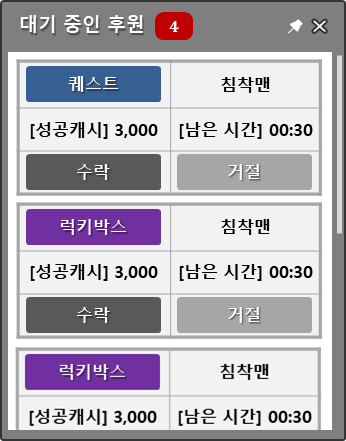 대기 중인 후원 4
퀘스트 침착맨
[성공캐시] 3,000 [남은 시간] 00:30
수락 거절
럭키박스 침착맨
[성공캐시] 3,000 [남은 시간] 00:30
수락 거절
럭키박스 침착맨
[성공캐시] 3,000 [남은 시간] 00:30